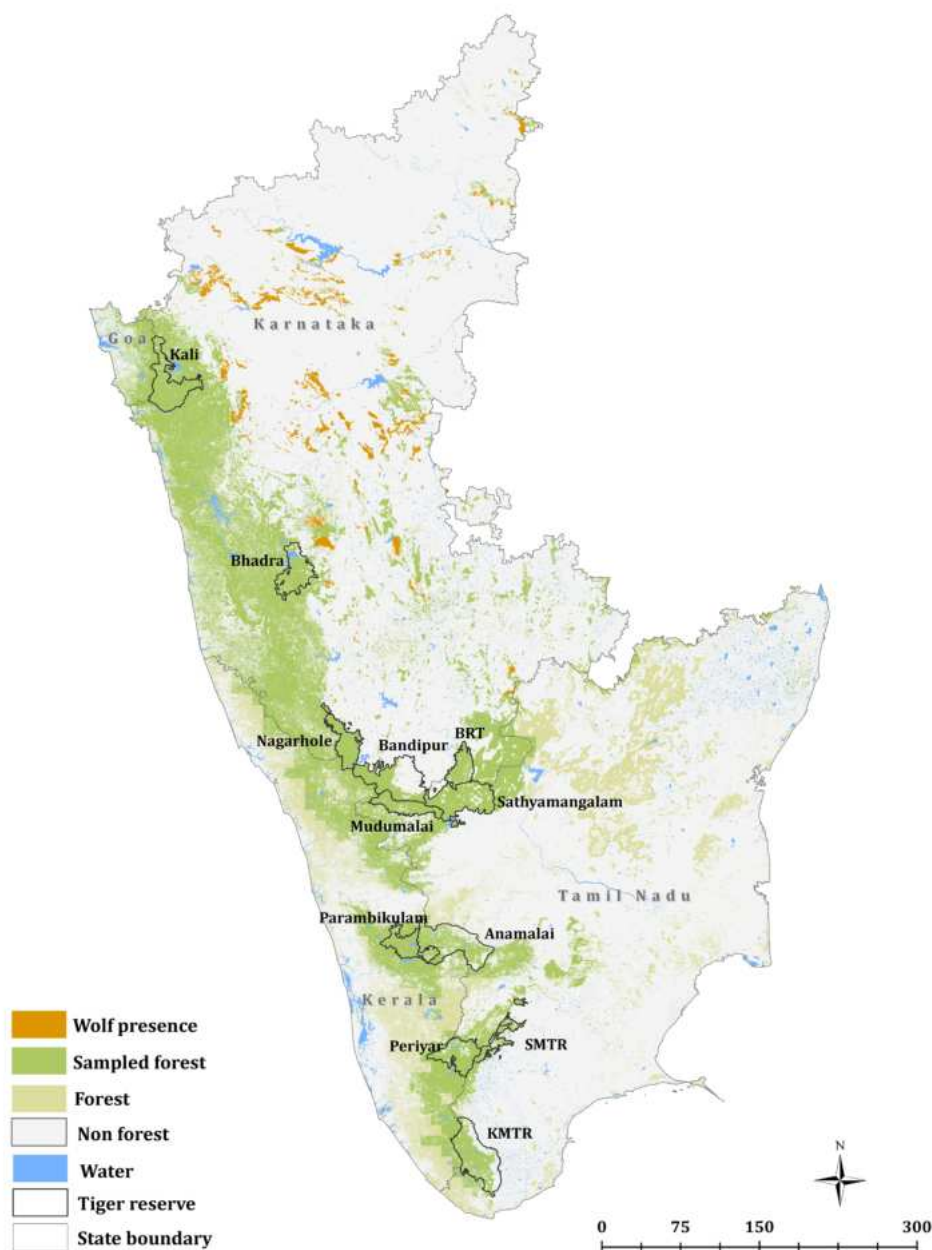 Karnataka
Goa
Kali
Bhadra
Nagarhole
Bandipur
BRT
Sathyamangalam
Mudumalai
Tamil Nadu
Parambikulam
Anamalai
Kerala
Periyar
SMTR
KMTR
Wolf presence
Sampled forest
Forest
Non forest
Water
Tiger reserve
State boundary
N
0 75 150 300